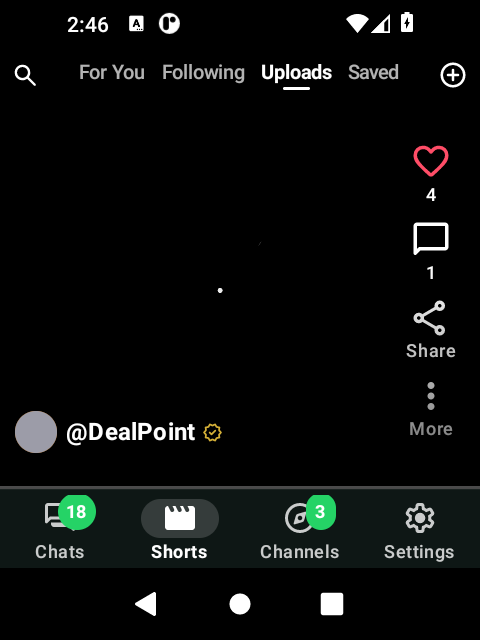 2:46
For You Following Uploads Saved
4
1
Share
More
@DealPoint
18
3
Chats Shorts Channels Settings